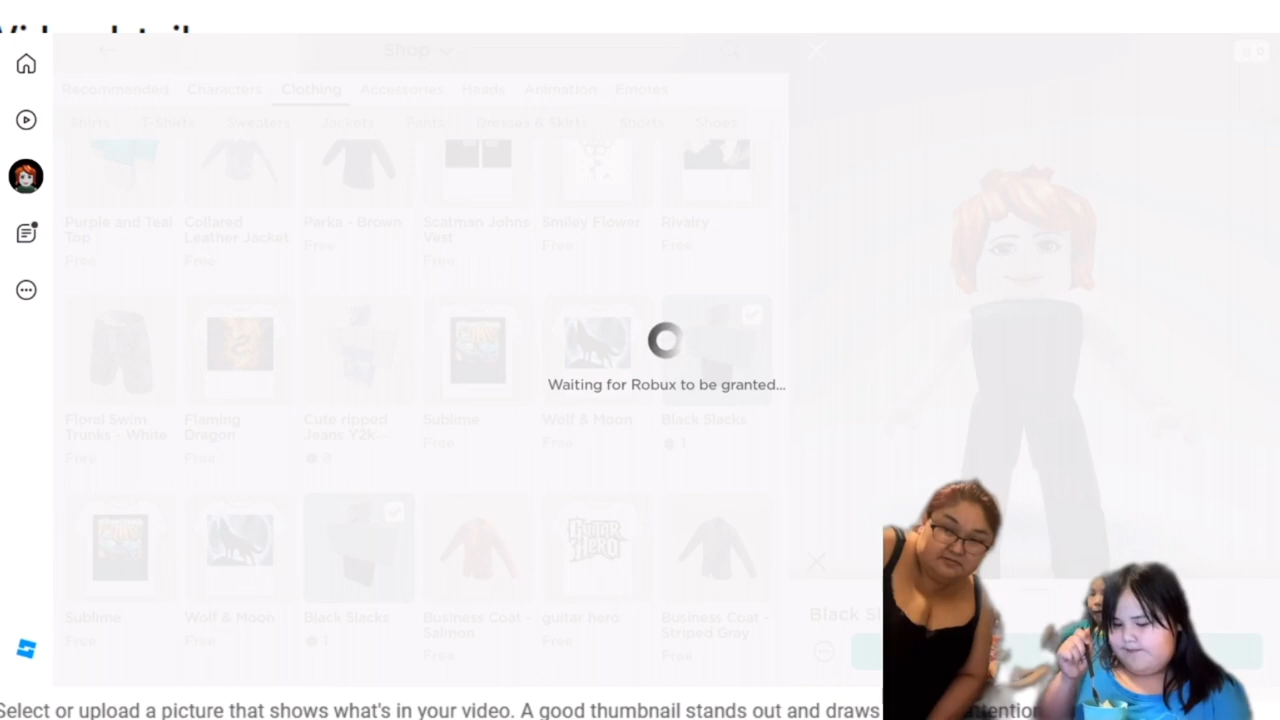 Shop
Recommended Characters Clothing Accessories Heads Animation Emotes
Shirts T-Shirts Sweaters Jackets Pants Dresses & Skirts Shorts Shoes
Purple and Teal Top
Free
Collared Leather Jacket
Free
Parka - Brown
Free
Scatman Johns Vest
Free
Smiley Flower
Free
Rivalry
Free
Waiting for Robux to be granted...
Floral Swim Trunks - White
Free
Flaming Dragon
Free
Cute ripped Jeans Y2k -
Sublime
Free
Wolf & Moon
Free
Black Slacks
1
Sublime
Free
Wolf & Moon
Free
Black Slacks
1
Business Coat - Salmon
Free
GUITAR HERO
guitar hero
Free
Business Coat - Striped Gray
Free
Black Sl
Select or upload a picture that shows what's in your video. A good thumbnail stands out and draws attention